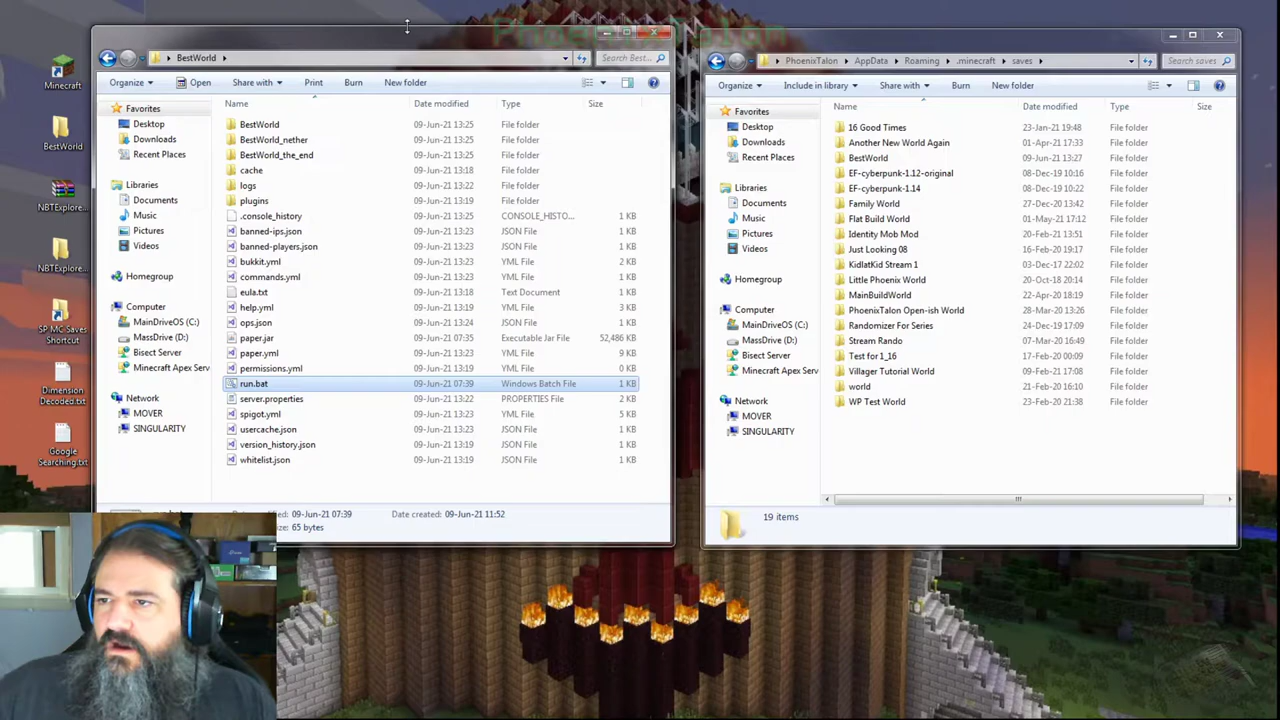 PhoenixTalon
Minecraft
BestWorld
NBTExplore...
NBTExplore...
SP MC Saves
Shortcut
Dimension
Decoded.txt
Google
Searching.txt
BestWorld
Search Best...
Organize
Open
Share with
Print
Burn
New folder
Name
Date modified
Type
Size
Favorites
Desktop
Downloads
Recent Places
Libraries
Documents
Music
Pictures
Videos
Homegroup
Computer
MainDriveOS (C:)
MassDrive (D:)
Bisect Server
Minecraft Apex Serv
Network
MOVER
SINGULARITY
BestWorld 09-Jun-21 13:25 File folder
BestWorld_nether 09-Jun-21 13:25 File folder
BestWorld_the_end 09-Jun-21 13:25 File folder
cache 09-Jun-21 13:18 File folder
logs 09-Jun-21 13:25 File folder
plugins 09-Jun-21 13:19 File folder
.console_history 09-Jun-21 13:25 CONSOLE_HISTO... 1 KB
banned-ips.json 09-Jun-21 13:23 JSON File 1 KB
banned-players.json 09-Jun-21 13:23 JSON File 1 KB
bukkit.yml 09-Jun-21 13:23 YML File 2 KB
commands.yml 09-Jun-21 13:23 YML File 1 KB
eula.txt 09-Jun-21 13:18 Text Document 1 KB
help.yml 09-Jun-21 13:23 YML File 3 KB
ops.json 09-Jun-21 13:24 JSON File 1 KB
paper.jar 09-Jun-21 07:35 Executable Jar File 52,486 KB
paper.yml 09-Jun-21 13:23 YML File 9 KB
permissions.yml 09-Jun-21 13:23 YML File 1 KB
run.bat 09-Jun-21 07:39 Windows Batch File 1 KB
server.properties 09-Jun-21 13:22 PROPERTIES File 2 KB
spigot.yml 09-Jun-21 13:23 YML File 5 KB
usercache.json 09-Jun-21 13:23 JSON File 1 KB
version_history.json 09-Jun-21 13:19 JSON File 1 KB
whitelist.json 09-Jun-21 13:19 JSON File 1 KB
09-Jun-21 07:39
Date created: 09-Jun-21 11:52
65 bytes
PhoenixTalon AppData Roaming .minecraft saves
Search saves
Organize
Include in library
Share with
Burn
New folder
Name
Date modified
Type
Size
Favorites
Desktop
Downloads
Recent Places
Libraries
Documents
Music
Pictures
Videos
Homegroup
Computer
MainDriveOS (C:)
MassDrive (D:)
Bisect Server
Minecraft Apex Serv
Network
MOVER
SINGULARITY
16 Good Times 23-Jan-21 19:48 File folder
Another New World Again 01-Apr-21 17:33 File folder
BestWorld 09-Jun-21 13:27 File folder
EF-cyberpunk-1.12-original 08-Dec-19 10:16 File folder
EF-cyberpunk-1.14 08-Dec-19 10:22 File folder
Family World 27-Dec-20 13:42 File folder
Flat Build World 01-May-21 17:12 File folder
Identity Mob Mod 20-Feb-21 13:51 File folder
Just Looking 08 16-Feb-20 19:17 File folder
KidlatKid Stream 1 03-Dec-17 22:02 File folder
Little Phoenix World 20-Oct-18 20:14 File folder
MainBuildWorld 22-Apr-20 18:19 File folder
PhoenixTalon Open-ish World 28-Mar-20 13:26 File folder
Randomizer For Series 24-Dec-19 17:09 File folder
Stream Rando 07-Mar-20 16:49 File folder
Test for 1_16 17-Feb-20 00:09 File folder
Villager Tutorial World 09-Feb-21 17:08 File folder
world 21-Feb-20 16:10 File folder
WP Test World 23-Feb-20 21:38 File folder
19 items